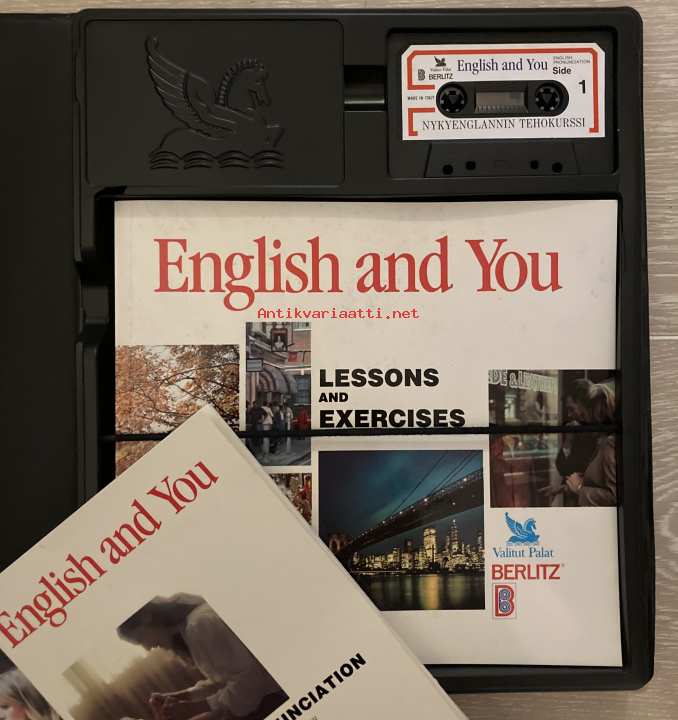 Valitut Palat
BERLITZ
English and You
ENGLISH
PRONUNCIATION
Side
1
MADE IN ITALY
NYKYENGLANNIN TEHOKURSSI
English and You
Antikvariaatti.net
LESSONS
AND
EXERCISES
Valitut Palat
BERLITZ®
B
English and You
UNCIATION